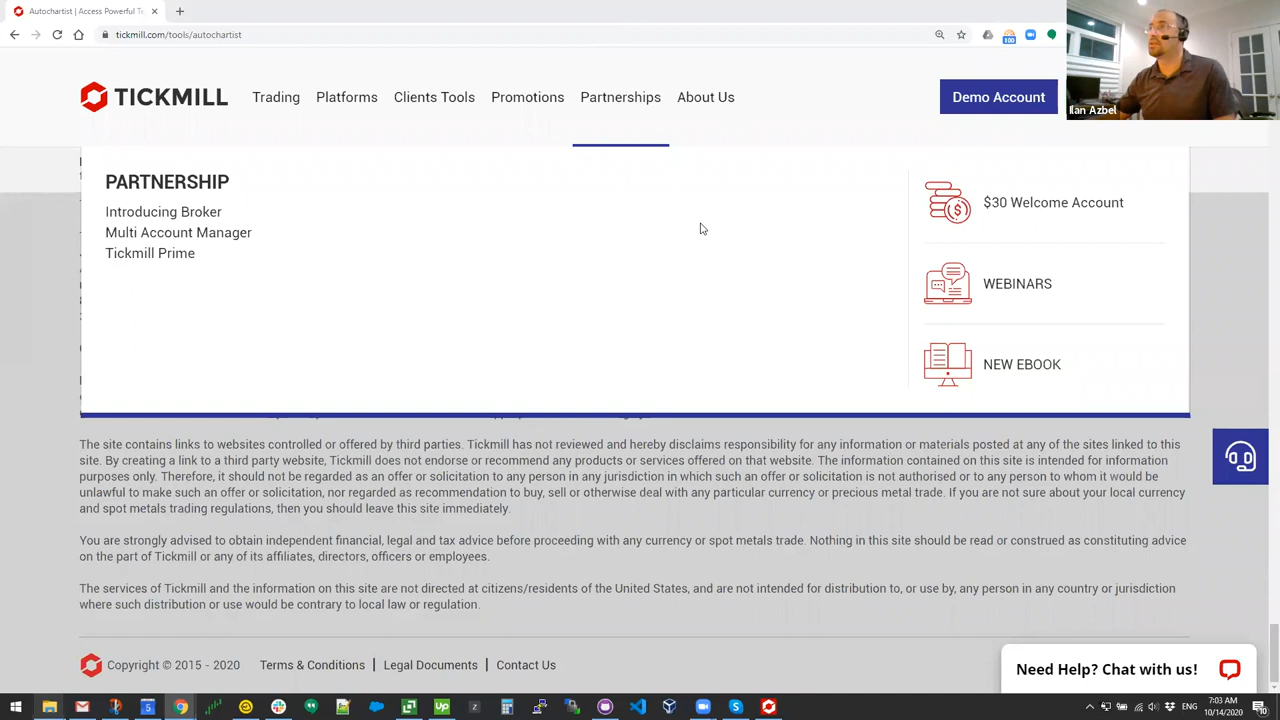 Autochartist | Access Powerful T
tickmill.com/tools/autochartist
100
TICKMILL
Trading
Platforms
Clients Tools
Promotions
Partnerships
About Us
Demo Account
Ilan Azbel
PARTNERSHIP
Introducing Broker
Multi Account Manager
Tickmill Prime
$30 Welcome Account
WEBINARS
NEW EBOOK
The site contains links to websites controlled or offered by third parties. Tickmill has not reviewed and hereby disclaims responsibility for any information or materials posted at any of the sites linked to this
site. By creating a link to a third party website, Tickmill does not endorse or recommend any products or services offered on that website. The information contained on this site is intended for information
purposes only. Therefore, it should not be regarded as an offer or solicitation to any person in any jurisdiction in which such an offer or solicitation is not authorised or to any person to whom it would be
unlawful to make such an offer or solicitation, nor regarded as recommendation to buy, sell or otherwise deal with any particular currency or precious metal trade. If you are not sure about your local currency
and spot metals trading regulations, then you should leave this site immediately.
You are strongly advised to obtain independent financial, legal and tax advice before proceeding with any currency or spot metals trade. Nothing in this site should be read or construed as constituting advice
on the part of Tickmill or any of its affiliates, directors, officers or employees.
The services of Tickmill and the information on this site are not directed at citizens/residents of the United States, and are not intended for distribution to, or use by, any person in any country or jurisdiction
where such distribution or use would be contrary to local law or regulation.
Copyright © 2015 - 2020
Terms & Conditions
Legal Documents
Contact Us
Need Help? Chat with us!
ENG
7:03 AM
10/14/2020